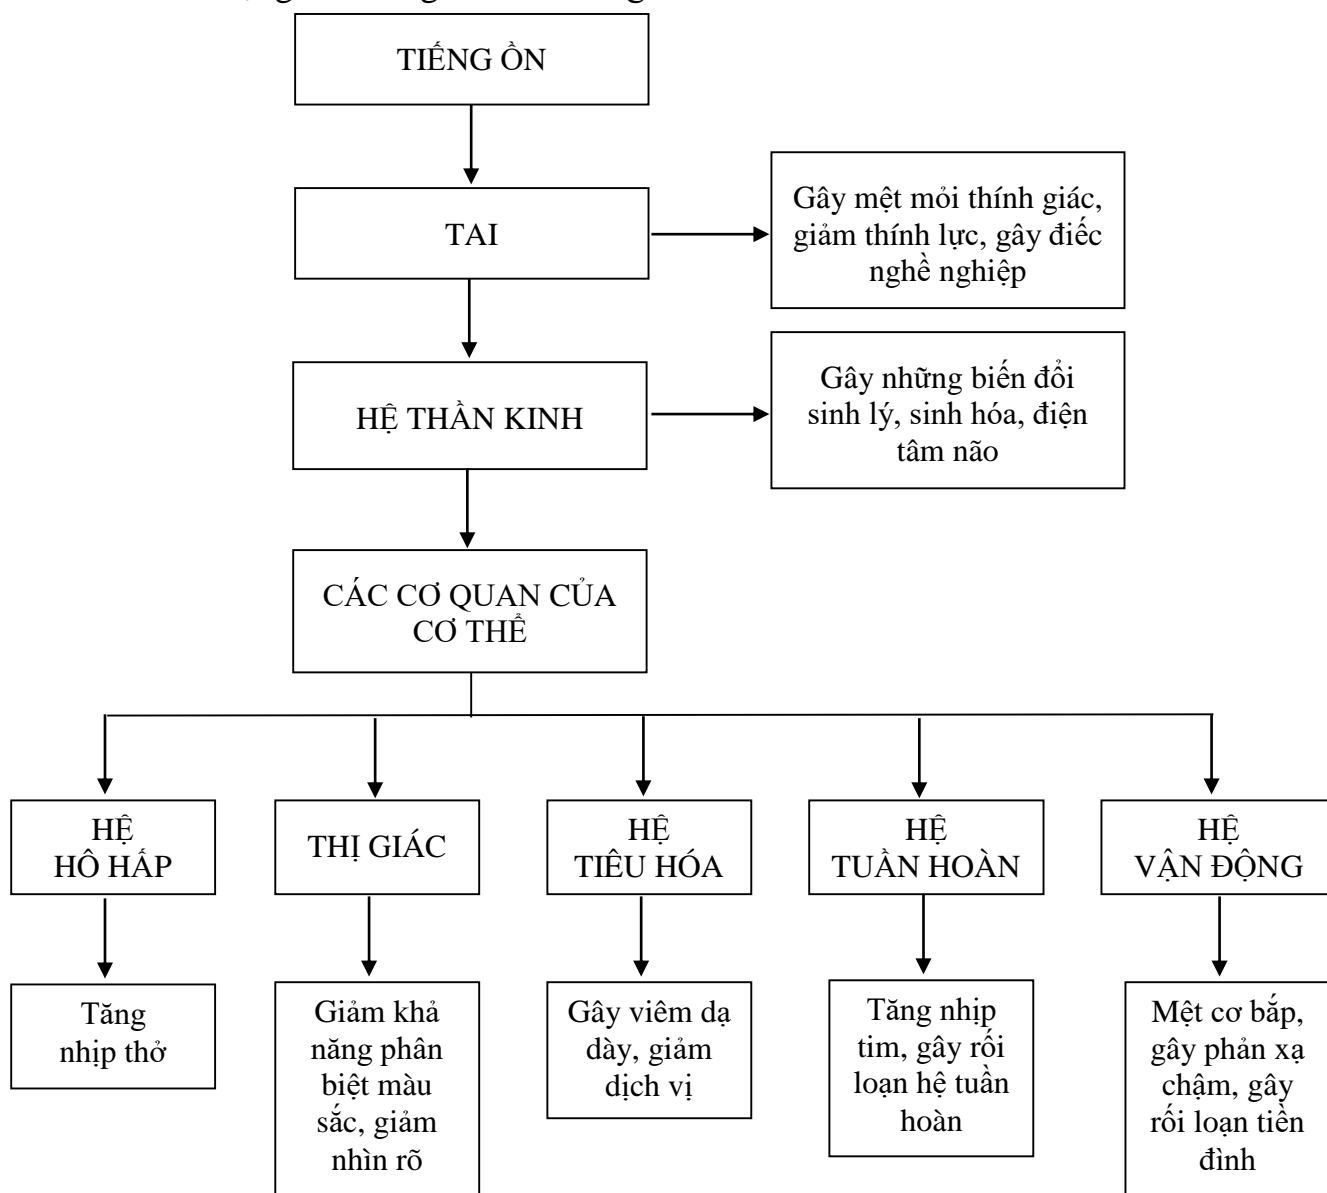 TIẾNG ỒN
TAI
Gây mệt mỏi thính giác,
giảm thính lực, gây điếc
nghề nghiệp
HỆ THẦN KINH
Gây những biến đổi
sinh lý, sinh hóa, điện
tâm não
CÁC CƠ QUAN CỦA
CƠ THỂ
HỆ
HÔ HẤP
THỊ GIÁC
HỆ
TIÊU HÓA
HỆ
TUẦN HOÀN
HỆ
VẬN ĐỘNG
Tăng
nhịp thở
Giảm khả
năng phân
biệt màu
sắc, giảm
nhìn rõ
Gây viêm dạ
dày, giảm
dịch vị
Tăng nhịp
tim, gây rối
loạn hệ tuần
hoàn
Mệt cơ bắp,
gây phản xạ
chậm, gây
rối loạn tiền
đình